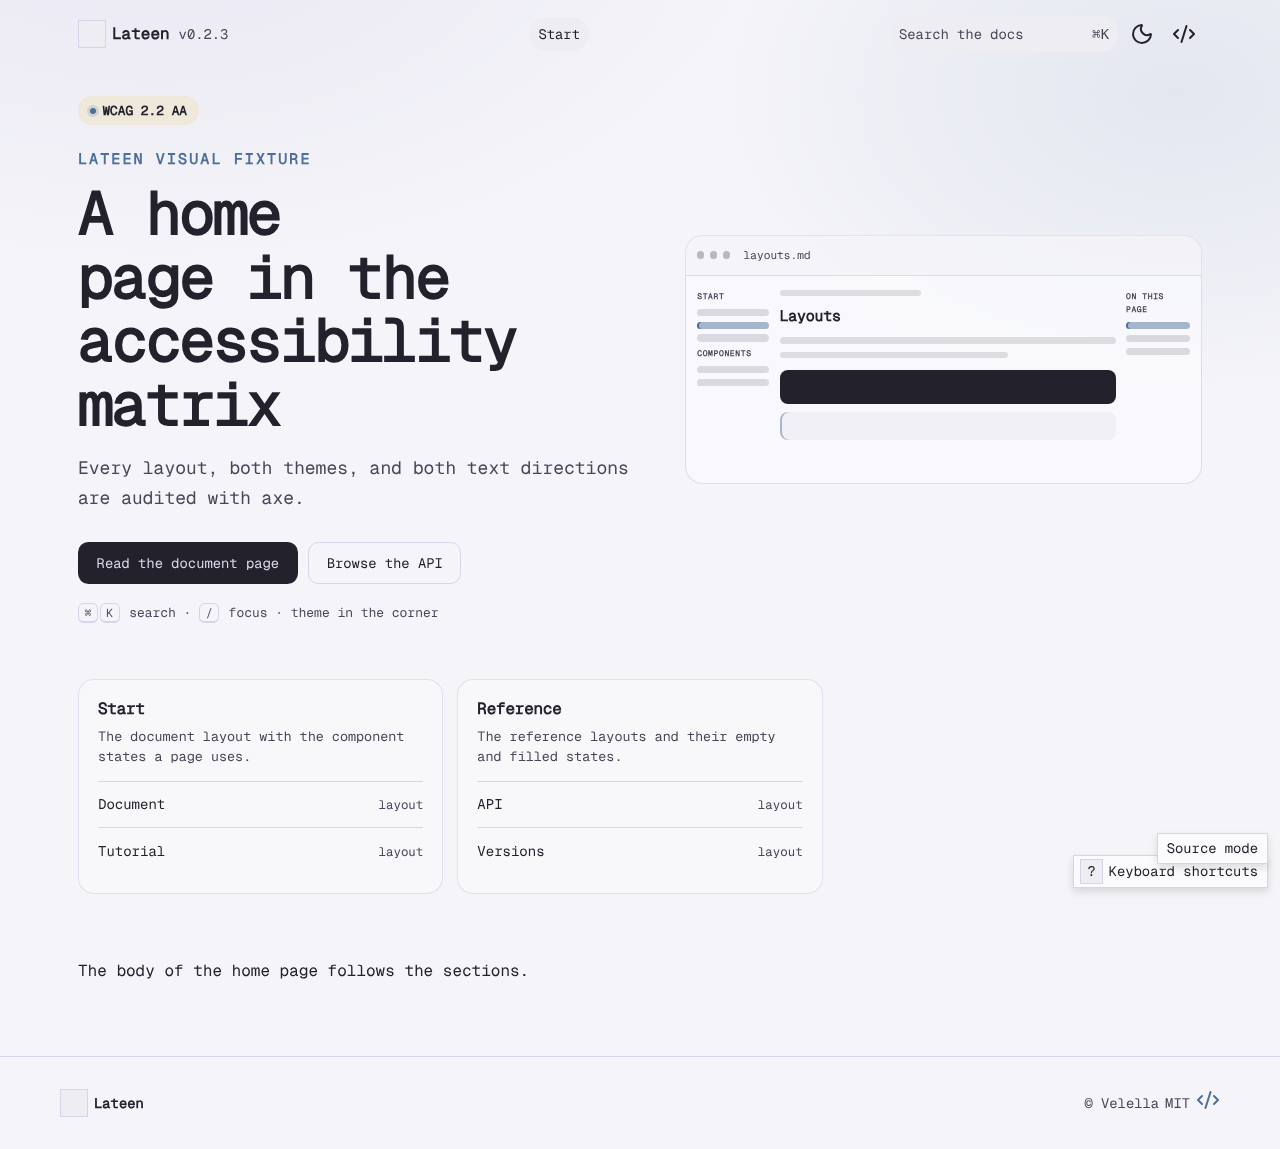 Lateen v0.2.3
Start
Search the docs ⌘K
WCAG 2.2 AA
LATEEN VISUAL FIXTURE
A home
page in the
accessibility
matrix
Every layout, both themes, and both text directions
are audited with axe.
Read the document page
Browse the API
⌘ K search · / focus · theme in the corner
layouts.md
START
COMPONENTS
Layouts
ON THIS
PAGE
Start
The document layout with the component
states a page uses.
Document layout
Tutorial layout
Reference
The reference layouts and their empty
and filled states.
API layout
Versions layout
Source mode
? Keyboard shortcuts
The body of the home page follows the sections.
Lateen
© Velella MIT